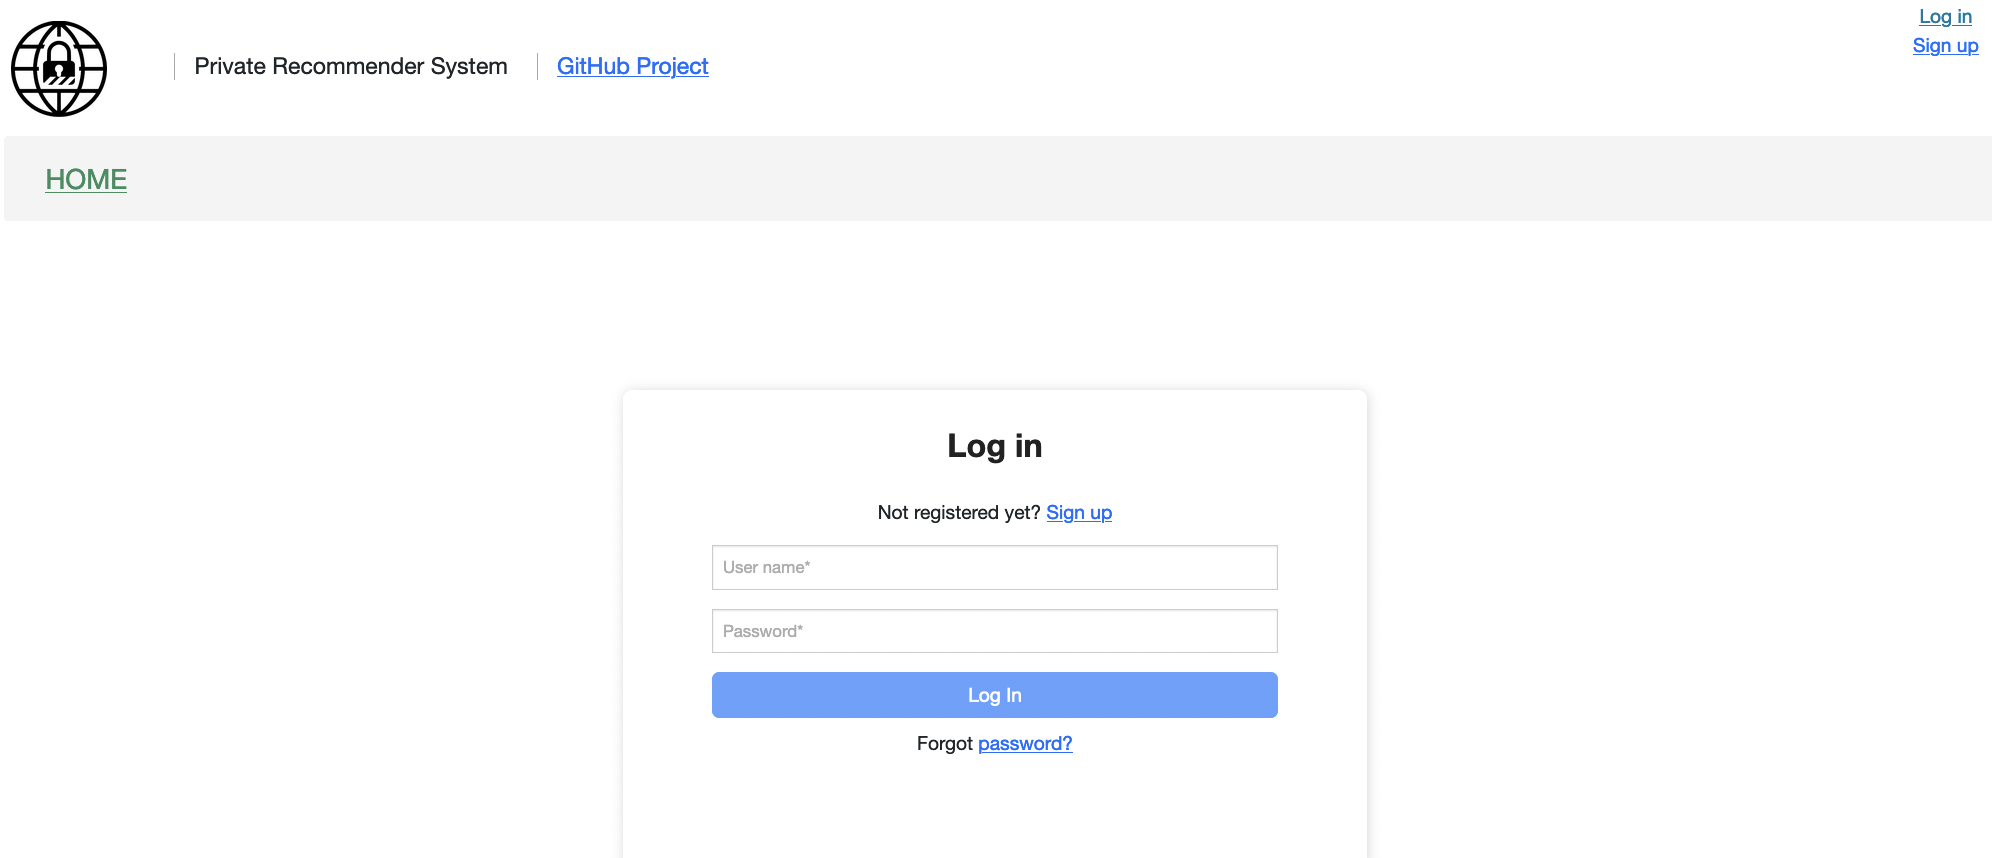 Log in
Sign up
Private Recommender System
GitHub Project
HOME
Log in
Not registered yet? Sign up
User name*
Password*
Log In
Forgot password?